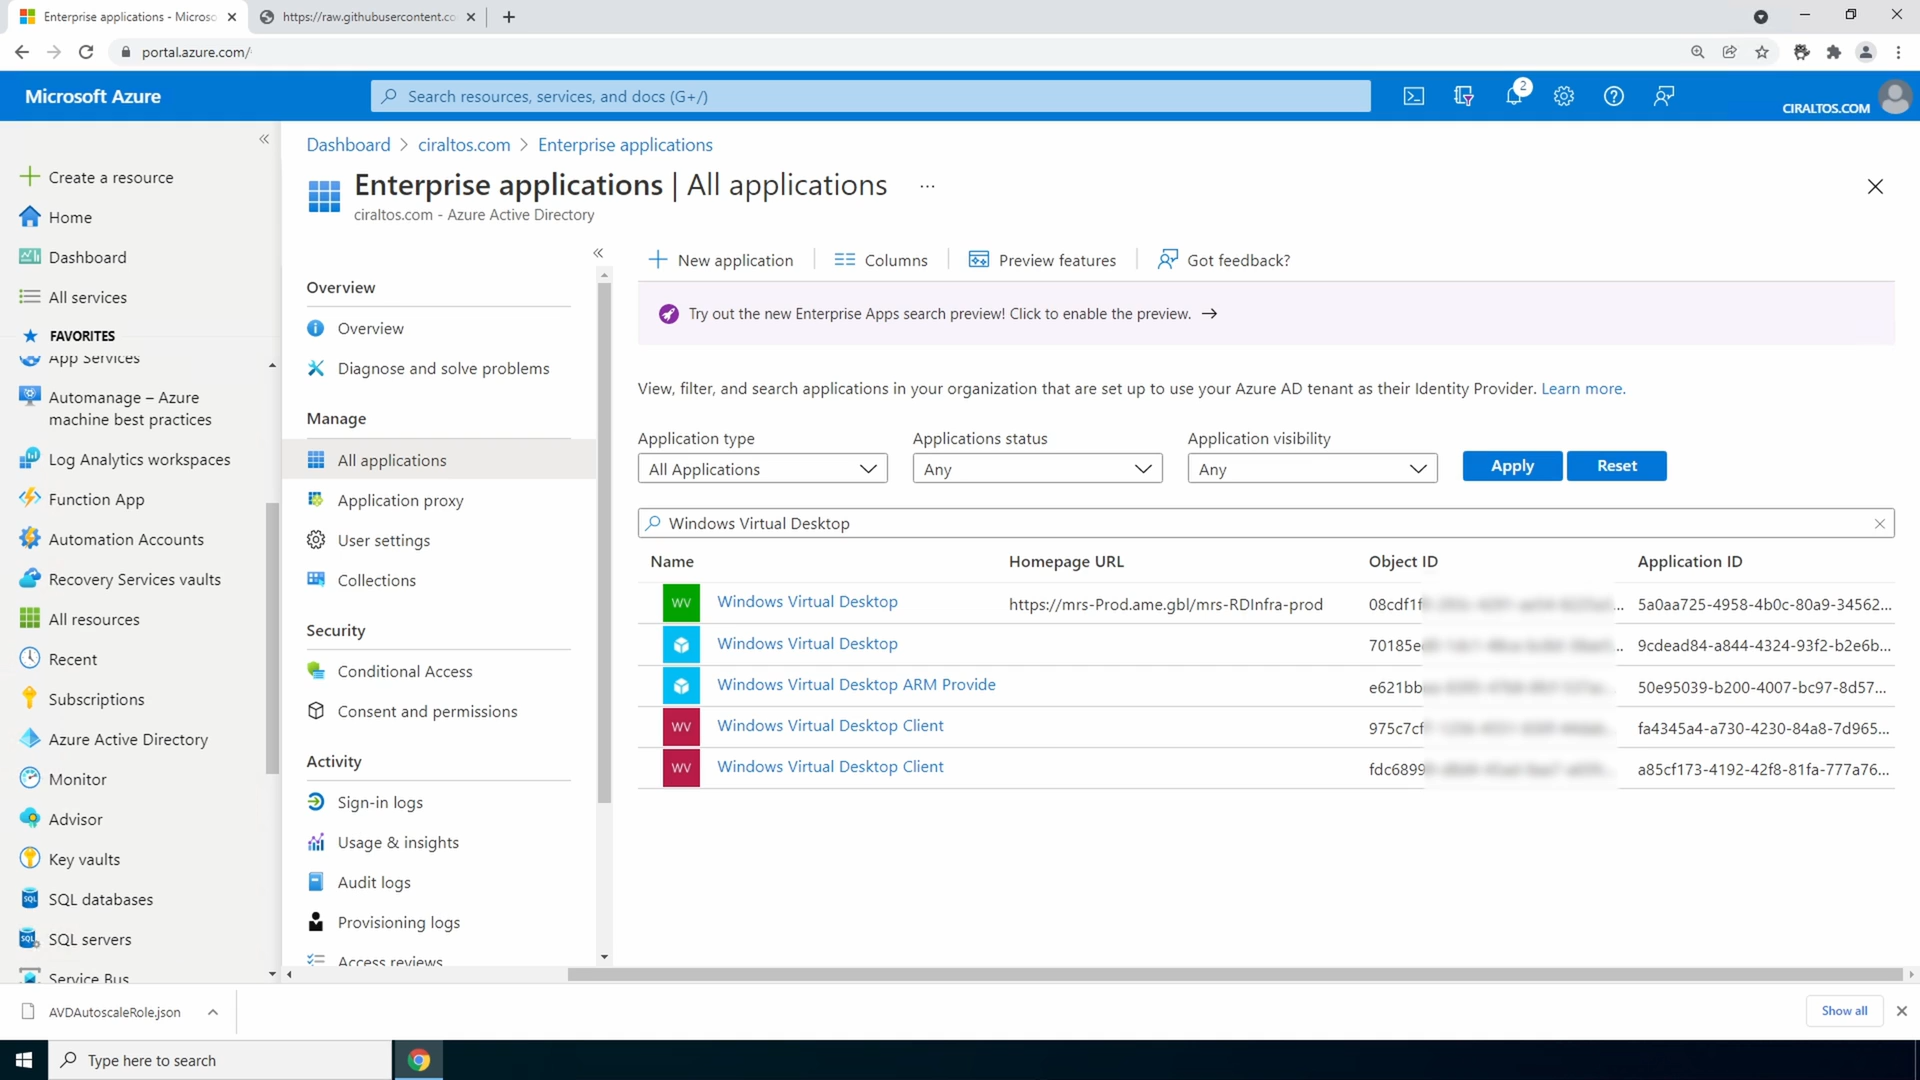 Enterprise applications - Microso
https://raw.githubusercontent.co
portal.azure.com/
Microsoft Azure
Search resources, services, and docs (G+/)
2
CIRALTOS.COM
Create a resource
Home
Dashboard
All services
FAVORITES
App Services
Automanage – Azure
machine best practices
Log Analytics workspaces
Function App
Automation Accounts
Recovery Services vaults
All resources
Recent
Subscriptions
Azure Active Directory
Monitor
Advisor
Key vaults
SQL databases
SQL servers
Service Bus
Dashboard > ciraltos.com > Enterprise applications
Enterprise applications | All applications ...
ciraltos.com - Azure Active Directory
Overview
Overview
Diagnose and solve problems
Manage
All applications
Application proxy
User settings
Collections
Security
Conditional Access
Consent and permissions
Activity
Sign-in logs
Usage & insights
Audit logs
Provisioning logs
Access reviews
New application
Columns
Preview features
Got feedback?
Try out the new Enterprise Apps search preview! Click to enable the preview. →
View, filter, and search applications in your organization that are set up to use your Azure AD tenant as their Identity Provider. Learn more.
Application type
Applications status
Application visibility
All Applications
Any
Any
Apply
Reset
Windows Virtual Desktop
Name Homepage URL Object ID Application ID
WV Windows Virtual Desktop https://mrs-Prod.ame.gbl/mrs-RDInfra-prod 08cdf1f ... 5a0aa725-4958-4b0c-80a9-34562...
Windows Virtual Desktop 70185e ... 9cdead84-a844-4324-93f2-b2e6b...
Windows Virtual Desktop ARM Provide e621bb 50e95039-b200-4007-bc97-8d57...
WV Windows Virtual Desktop Client 975c7cf fa4345a4-a730-4230-84a8-7d965...
WV Windows Virtual Desktop Client fdc6899 a85cf173-4192-42f8-81fa-777a76...
AVDAutoscaleRole.json
Show all
Type here to search